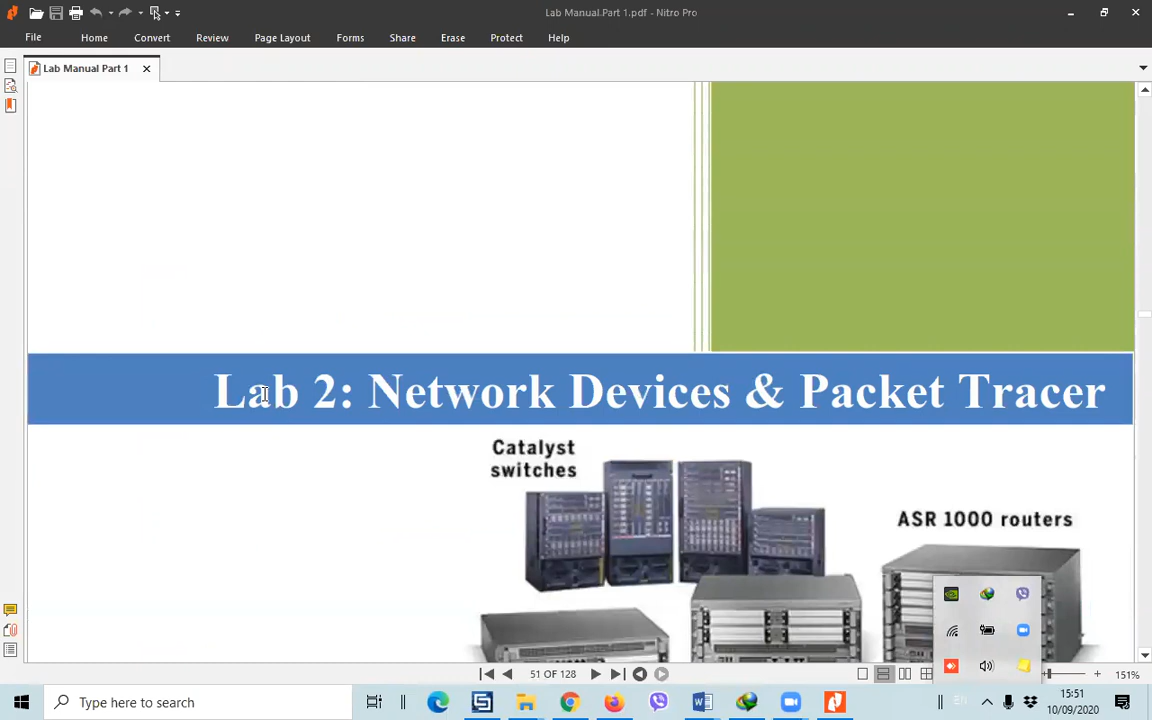 Lab Manual.Part 1.pdf - Nitro Pro
File Home Convert Review Page Layout Forms Share Erase Protect Help
Lab Manual Part 1
Lab 2: Network Devices & Packet Tracer
Catalyst
switches
ASR 1000 routers
51 OF 128
151%
Type here to search
EN
15:51
10/09/2020